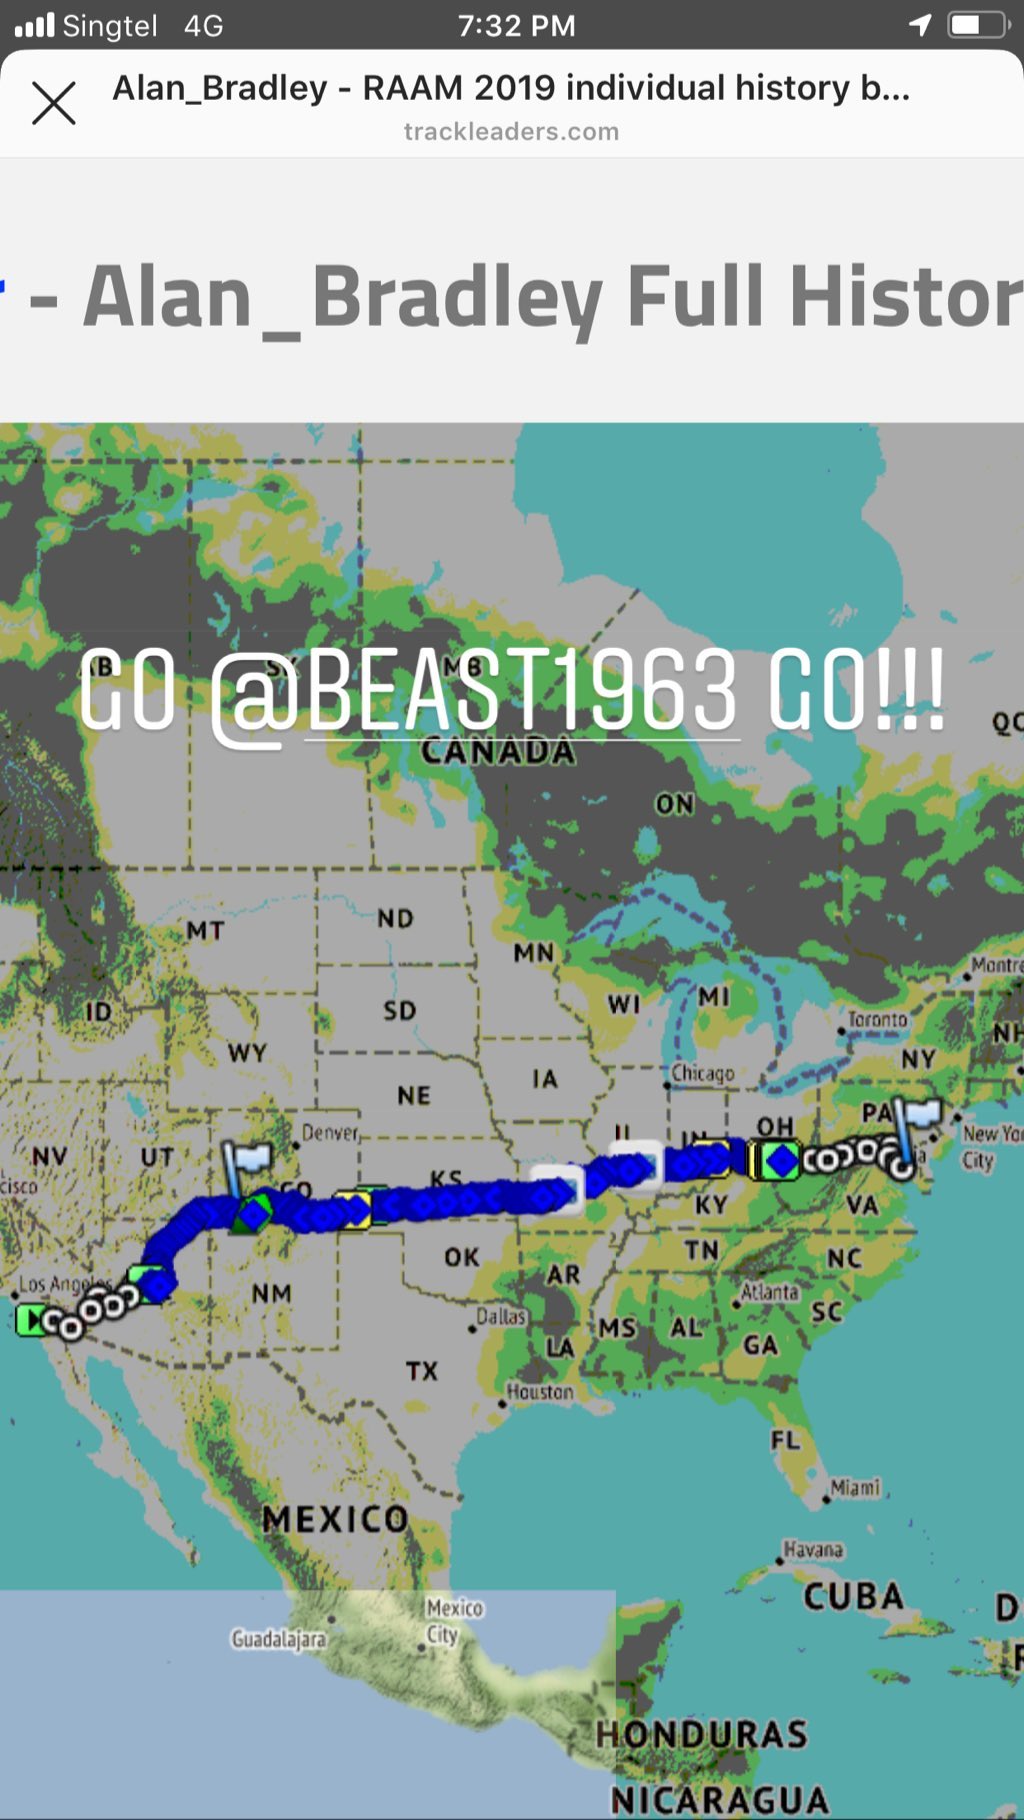 Singtel 4G 7:32 PM
Alan_Bradley - RAAM 2019 individual history b...
trackleaders.com
- Alan_Bradley Full Histor
GO @BEAST1963 GO!!!
MB
CANADA
QC
ON
MT
ND
MN
Montre
ID
SD
WI
MI
Toronto
NH
WY
NY
IA
Chicago
NE
PA
OH
Denver
IL
IN
New Yor
City
NV
UT
cisco
CO
KS
KY
VA
OK
TN
NC
Los Angeles
NM
AR
Atlanta
SC
Dallas
MS
AL
GA
LA
TX
Houston
FL
Miami
MEXICO
Havana
CUBA
D
Mexico
City
Guadalajara
HONDURAS
NICARAGUA